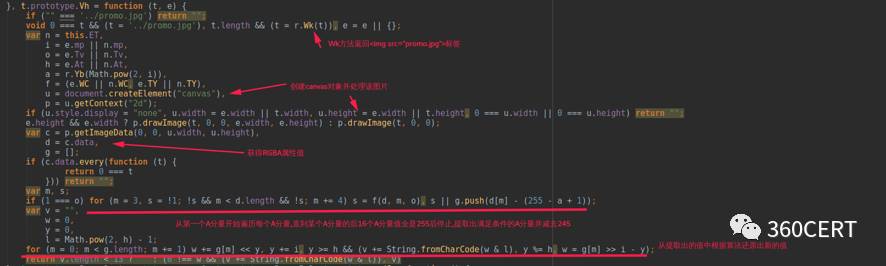 }, t.prototype.Vh = function (t, e) {
if ("" === '../promo.jpg') return "";
void 0 === t && (t = '../promo.jpg'), t.length && (t = r.Wk(t)), e = e || {};
Wk方法返回<img src="promo.jpg">标签
var n = this.ET,
i = e.mp || n.mp,
o = e.Tv || n.Tv,
h = e.At || n.At,
a = r.Yb(Math.pow(2, i)),
f = (e.WC || n.WC, e.TY || n.TY),
创建canvas对象并处理该图片
u = document.createElement("canvas"),
p = u.getContext("2d");
if (u.style.display = "none", u.width = e.width || t.width, u.height = e.width || t.height, 0 === u.width || 0 === u.height) return "";
e.height && e.width ? p.drawImage(t, 0, 0, e.width, e.height) : p.drawImage(t, 0, 0);
var c = p.getImageData(0, 0, u.width, u.height),
d = c.data,
获得RGBA属性值
g = [];
if (c.data.every(function (t) {
return 0 === t
})) return "";
var m, s;
if (1 === o) for (m = 3, s = !1; !s && m < d.length && !s; m += 4) s = f(d, m, o), s || g.push(d[m] - (255 - a + 1));
var v = "",
从第一个A分量开始遍历每个A分量,直到某个A分量的后16个A分量值全是255后停止,提取出满足条件的A分量并减去245
w = 0,
y = 0,
l = Math.pow(2, h) - 1;
360CERT
从提取出的值中根据算法还原出新的值
for (m = 0; m < g.length; m += 1) w += g[m] << y, y += i, y >= h && (v += String.fromCharCode(w & l), y %= h, w = g[m] >> i - y);
return v.length < 13 ? "" : (0 !== w && (v += String.fromCharCode(w & l)), v)